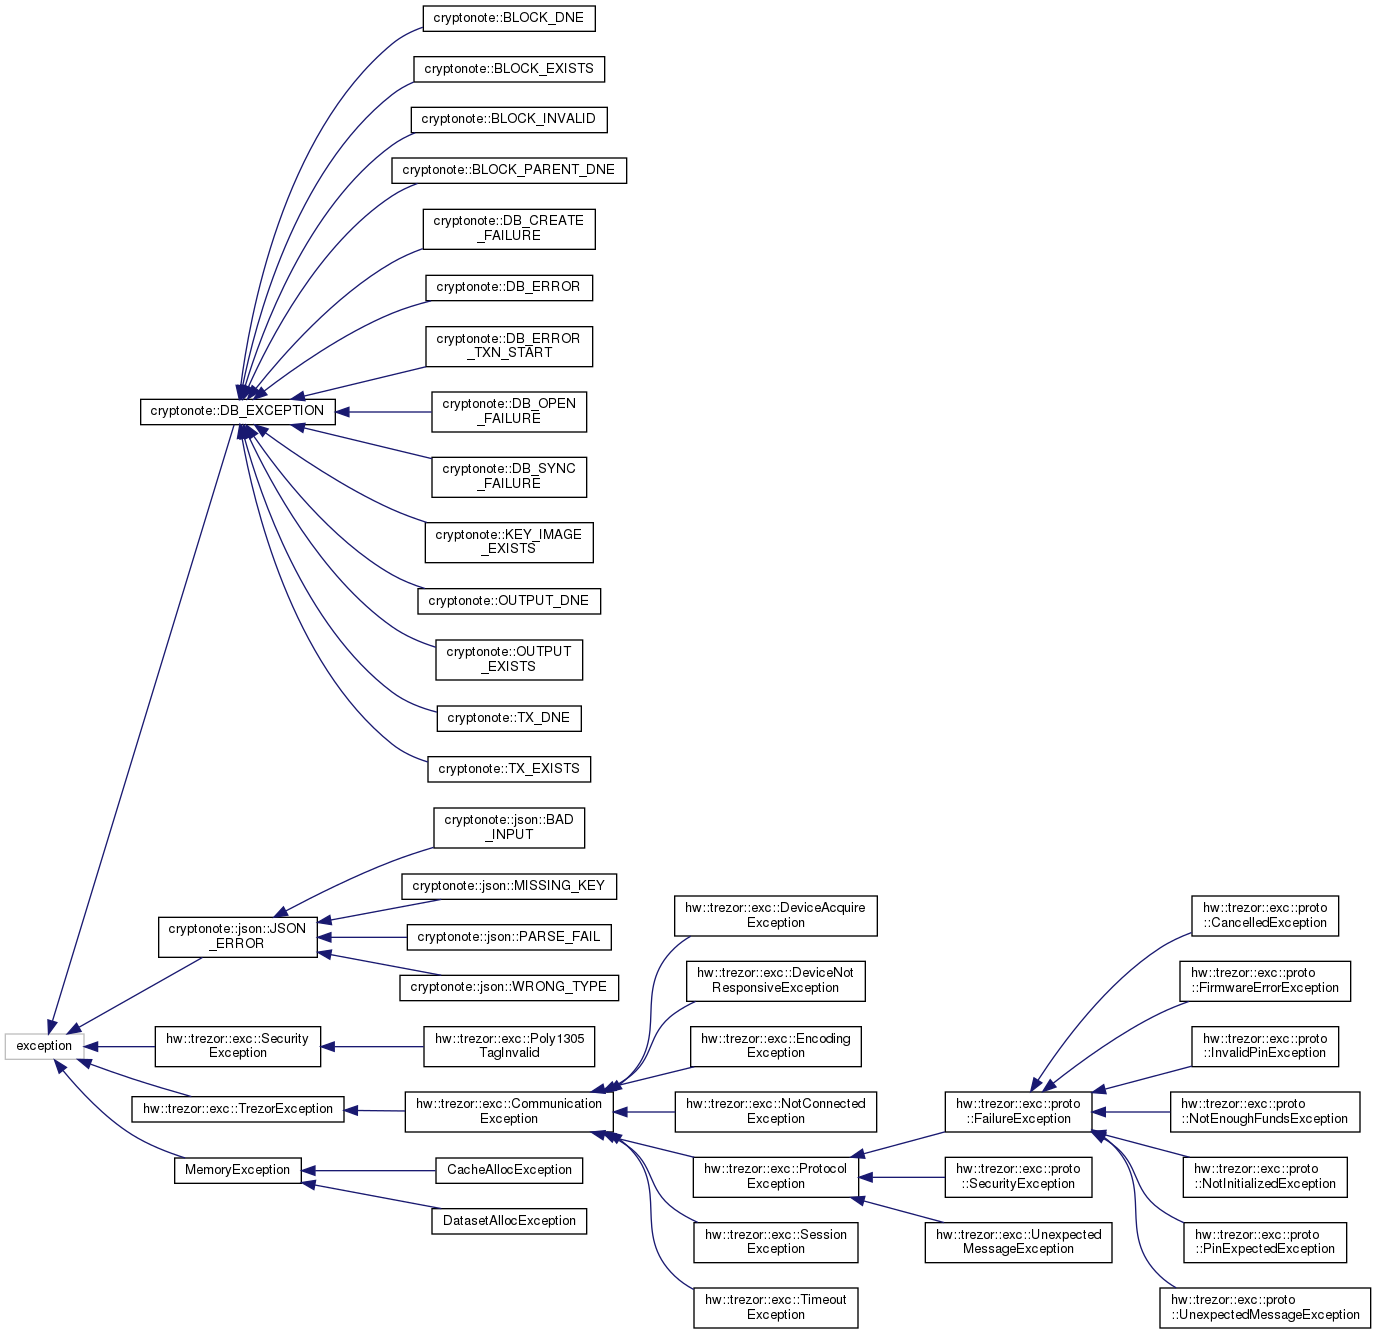 cryptonote::BLOCK_DNE
cryptonote::BLOCK_EXISTS
cryptonote::BLOCK_INVALID
cryptonote::BLOCK_PARENT_DNE
cryptonote::DB_CREATE
_FAILURE
cryptonote::DB_ERROR
cryptonote::DB_ERROR
_TXN_START
cryptonote::DB_EXCEPTION
cryptonote::DB_OPEN
_FAILURE
cryptonote::DB_SYNC
_FAILURE
cryptonote::KEY_IMAGE
_EXISTS
cryptonote::OUTPUT_DNE
cryptonote::OUTPUT
_EXISTS
cryptonote::TX_DNE
cryptonote::TX_EXISTS
exception
cryptonote::json::JSON
_ERROR
cryptonote::json::BAD
_INPUT
cryptonote::json::MISSING_KEY
cryptonote::json::PARSE_FAIL
cryptonote::json::WRONG_TYPE
hw::trezor::exc::Security
Exception
hw::trezor::exc::Poly1305
TagInvalid
hw::trezor::exc::TrezorException
hw::trezor::exc::Communication
Exception
MemoryException
CacheAllocException
DatasetAllocException
hw::trezor::exc::DeviceAcquire
Exception
hw::trezor::exc::DeviceNot
ResponsiveException
hw::trezor::exc::Encoding
Exception
hw::trezor::exc::NotConnected
Exception
hw::trezor::exc::Protocol
Exception
hw::trezor::exc::Session
Exception
hw::trezor::exc::Timeout
Exception
hw::trezor::exc::proto
::FailureException
hw::trezor::exc::proto
::SecurityException
hw::trezor::exc::Unexpected
MessageException
hw::trezor::exc::proto
::CancelledException
hw::trezor::exc::proto
::FirmwareErrorException
hw::trezor::exc::proto
::InvalidPinException
hw::trezor::exc::proto
::NotEnoughFundsException
hw::trezor::exc::proto
::NotInitializedException
hw::trezor::exc::proto
::PinExpectedException
hw::trezor::exc::proto
::UnexpectedMessageException